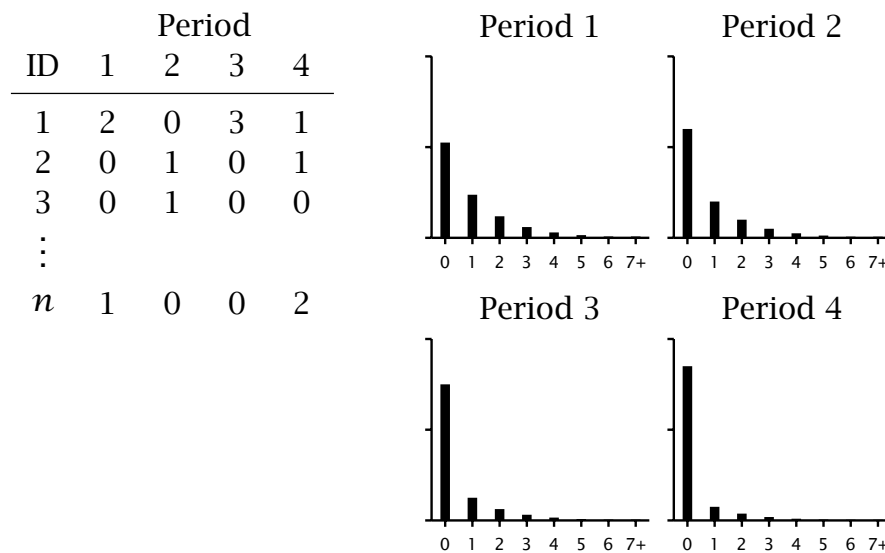 Period
ID 1 2 3 4
1 2 0 3 1
2 0 1 0 1
3 0 1 0 0
⋮
n 1 0 0 2
Period 1
0 1 2 3 4 5 6 7+
Period 2
0 1 2 3 4 5 6 7+
Period 3
0 1 2 3 4 5 6 7+
Period 4
0 1 2 3 4 5 6 7+